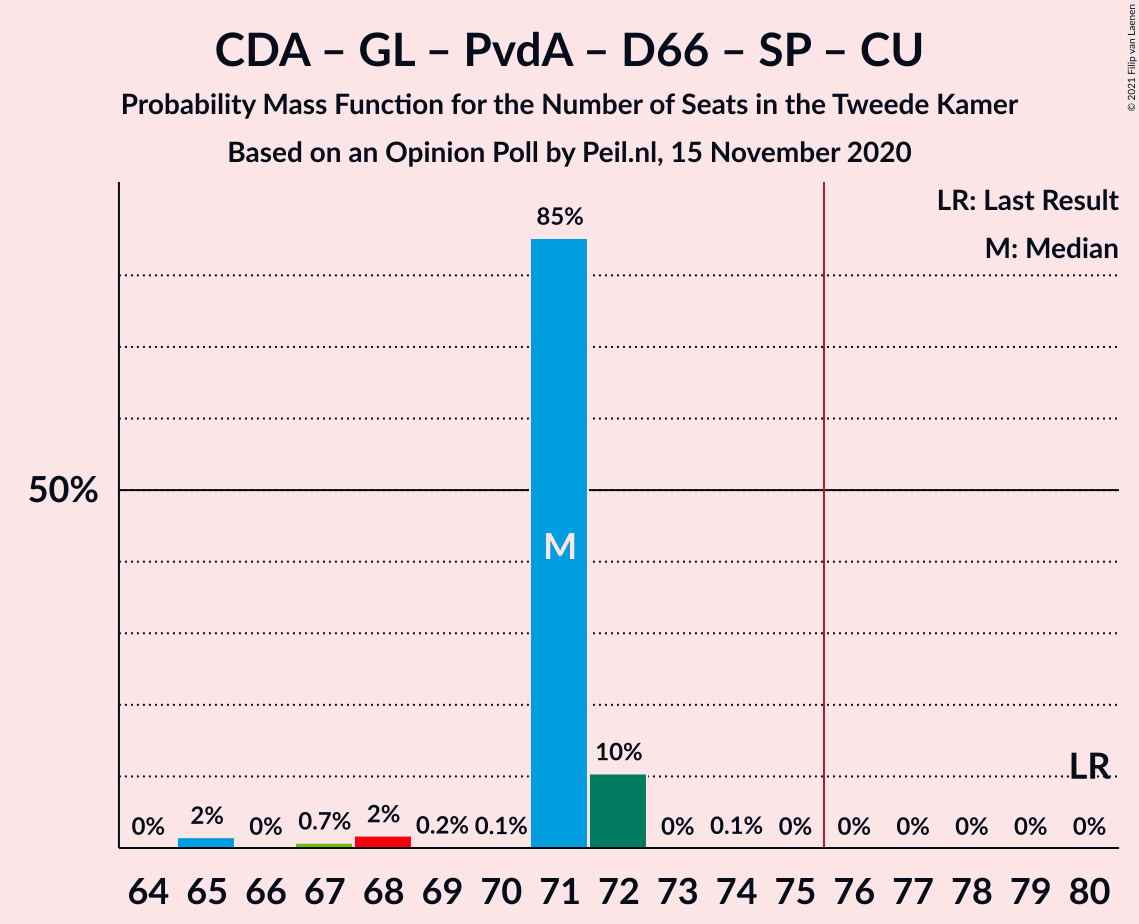 CDA – GL – PvdA – D66 – SP – CU
Probability Mass Function for the Number of Seats in the Tweede Kamer
Based on an Opinion Poll by Peil.nl, 15 November 2020
© 2021 Filip van Laenen
LR: Last Result
M: Median
85%
50%
M
10%
LR
0% 2% 0% 0.7% 2% 0.2% 0.1% 0% 0.1% 0% 0% 0% 0% 0% 0%
64 65 66 67 68 69 70 71 72 73 74 75 76 77 78 79 80